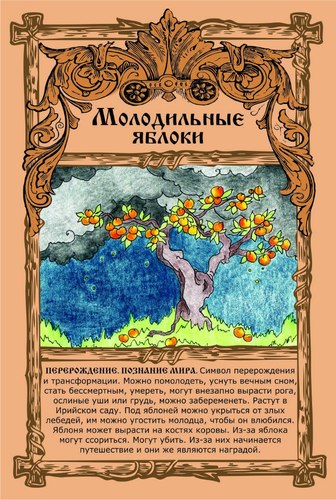 Молодильные
яблоки
Перерождение. Познание мира. Символ перерождения
и трансформации. Можно помолодеть, уснуть вечным сном,
стать бессмертным, умереть, могут внезапно вырасти рога,
ослиные уши или грудь, можно забеременеть. Растут в
Ирийском саду. Под яблоней можно укрыться от злых
лебедей, им можно угостить молодца, чтобы он влюбился.
Яблоня может вырасти на костях коровы. Из-за яблока
могут ссориться. Могут убить. Из-за них начинается
путешествие и они же являются наградой.